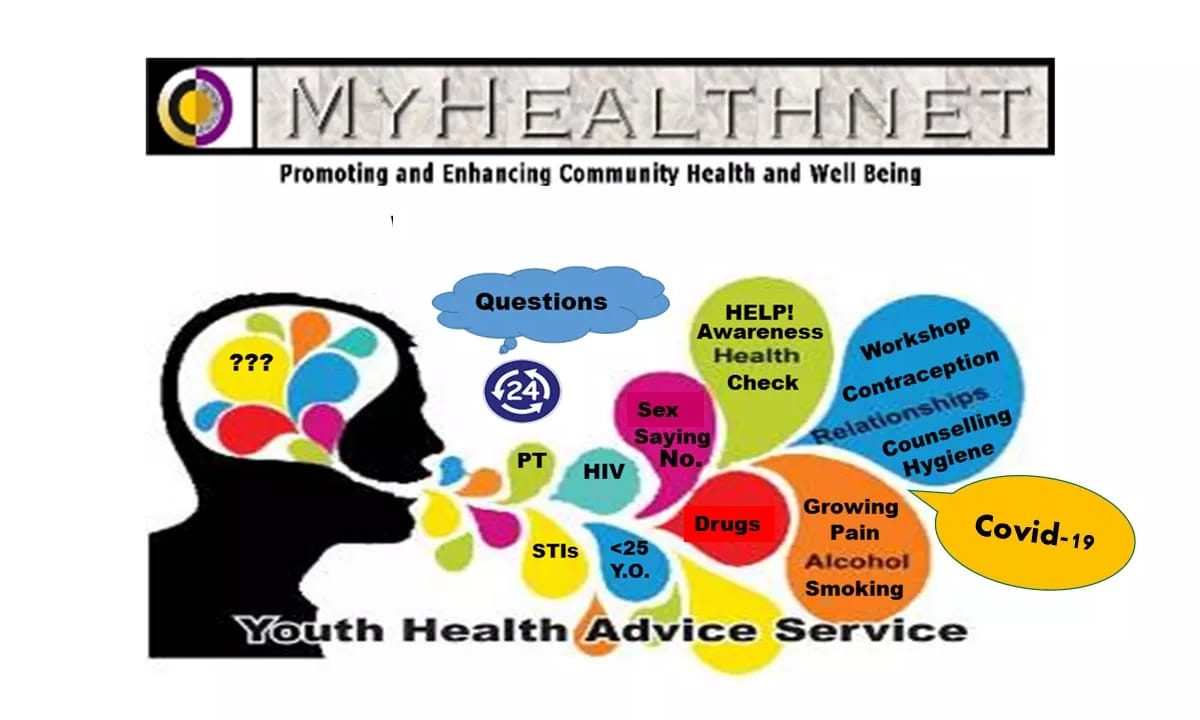 MYHEALTHNET
Promoting and Enhancing Community Health and Well Being
Questions
???
24
HELP!
Awareness
Health
Check
Workshop
Contraception
Relationships
Counselling
Hygiene
Sex
Saying
No.
PT
HIV
Drugs
Growing
Pain
Alcohol
Smoking
Covid-19
STIs
<25
Y.O.
Youth Health Advice Service